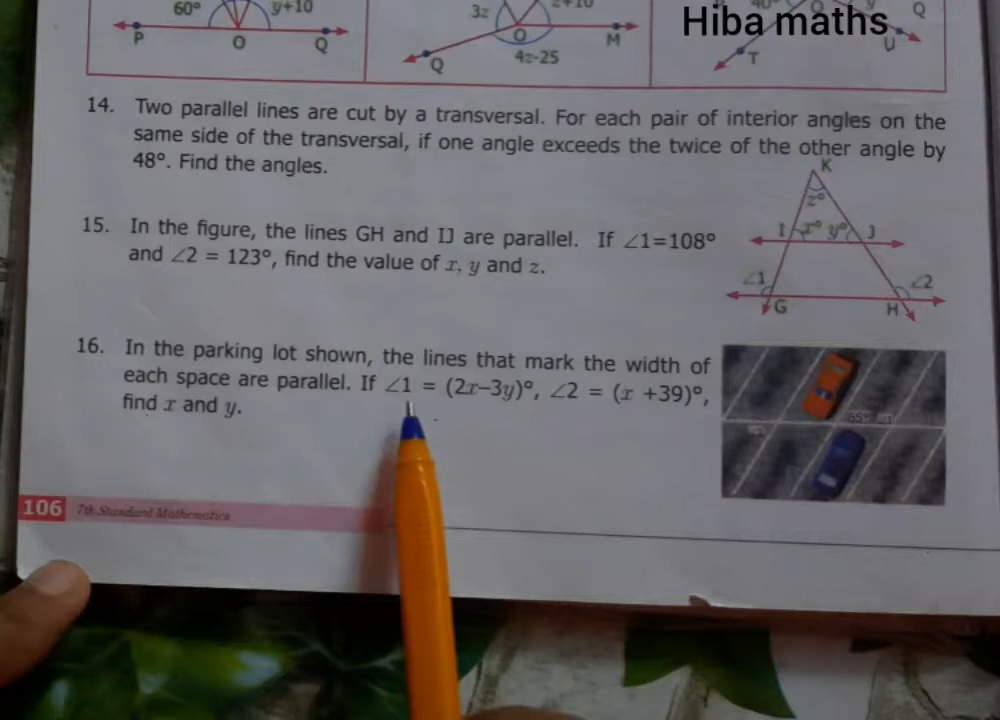 60° y+10
P O Q
3z z+10
O M
Q 4z-25
Hiba maths
40° O y Q
T U
14. Two parallel lines are cut by a transversal. For each pair of interior angles on the
same side of the transversal, if one angle exceeds the twice of the other angle by
48°. Find the angles.
K
z°
I x° y° J
∠1 ∠2
G H
15. In the figure, the lines GH and IJ are parallel. If ∠1=108°
and ∠2 = 123°, find the value of x, y and z.
16. In the parking lot shown, the lines that mark the width of
each space are parallel. If ∠1 = (2x–3y)°, ∠2 = (x +39)°,
find x and y.
65° ∠1
106 7th Standard Mathematics